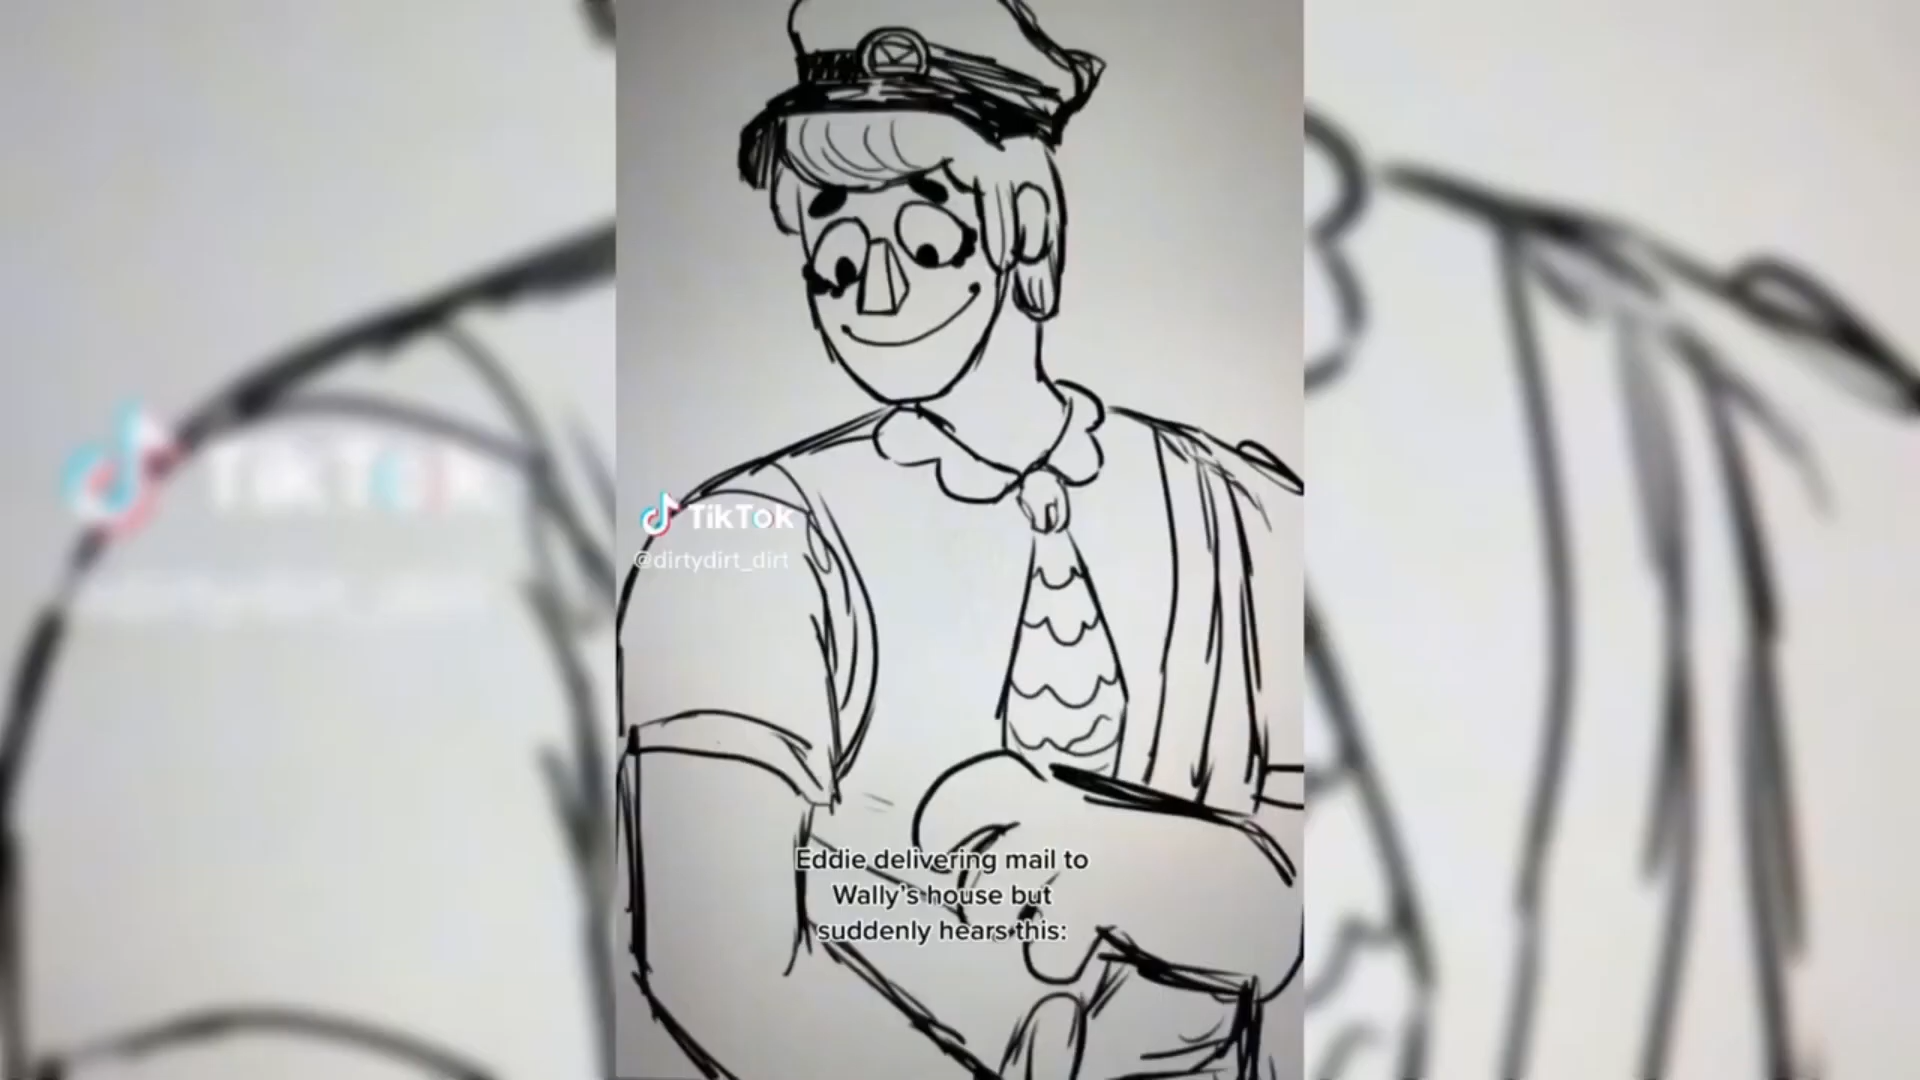 TikTok
@dirtydirt_dirt
Eddie delivering mail to
Wally's house but
suddenly hears this: